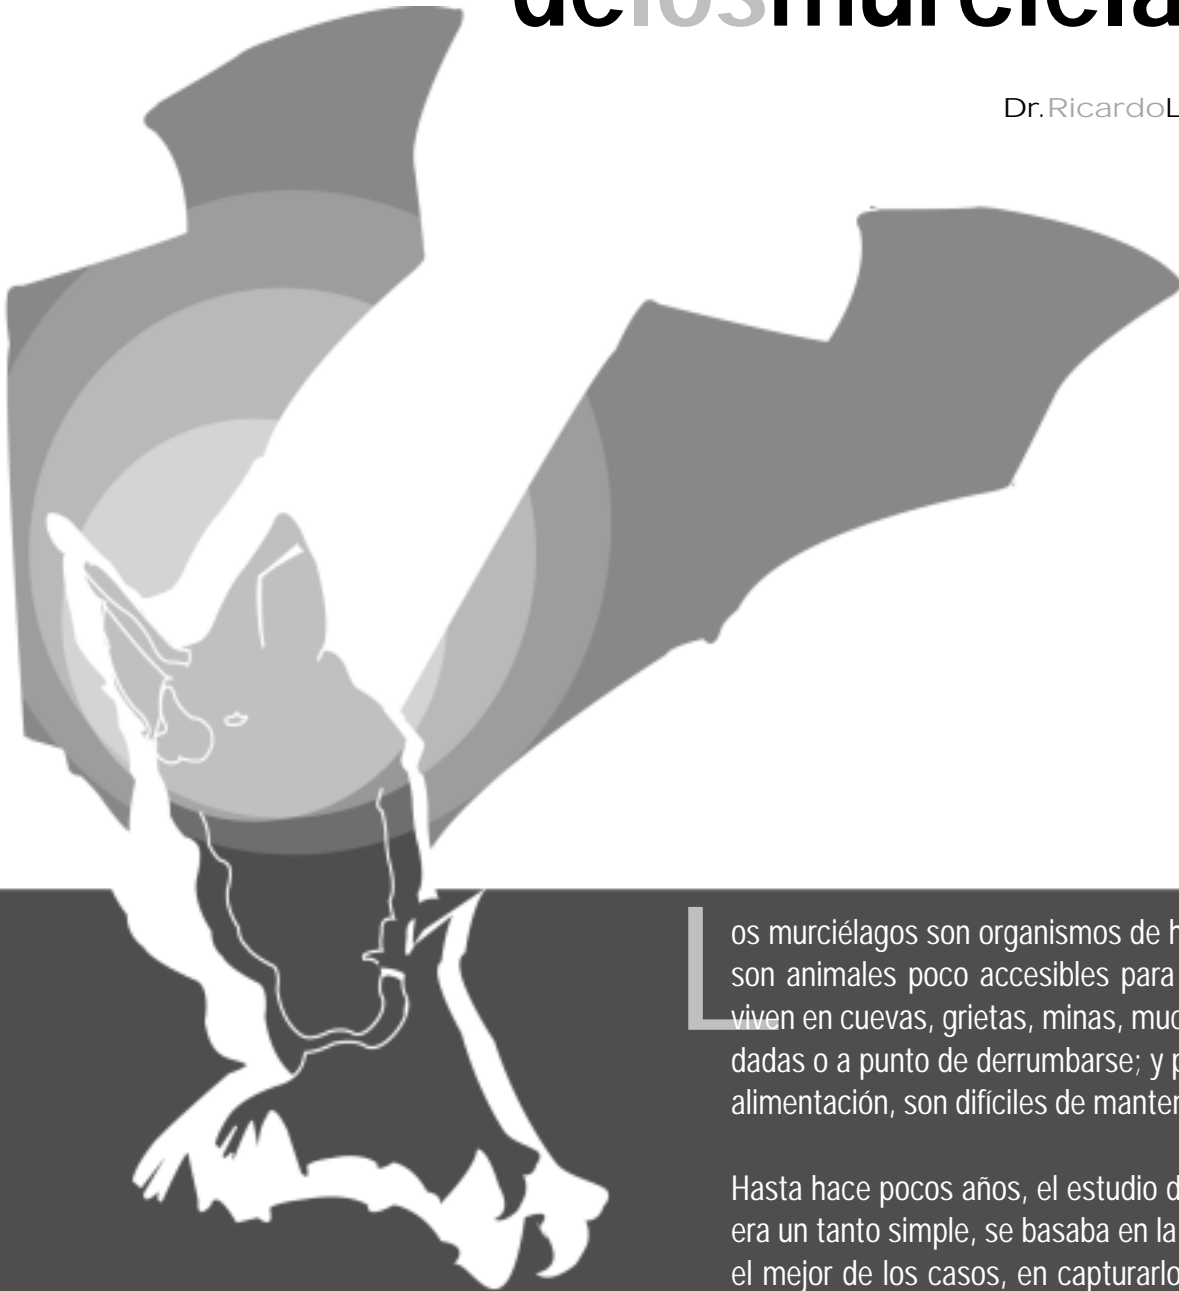 delosmurciéla
Dr.RicardoL
Los murciélagos son organismos de h
son animales poco accesibles para
viven en cuevas, grietas, minas, muc
dadas o a punto de derrumbarse; y p
alimentación, son difíciles de manter
Hasta hace pocos años, el estudio d
era un tanto simple, se basaba en la
el mejor de los casos, en capturarlo